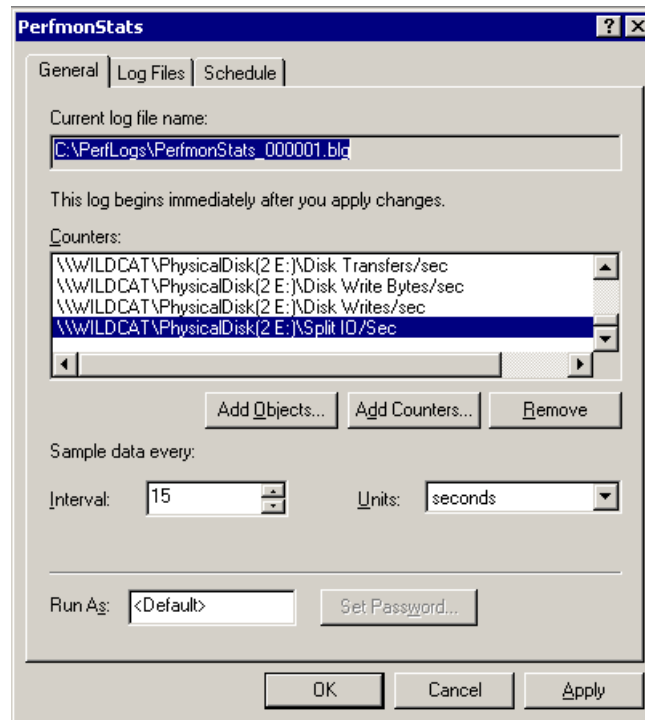 PerfmonStats
General Log Files Schedule
Current log file name:
C:\PerfLogs\PerfmonStats_000001.blg
This log begins immediately after you apply changes.
Counters:
\\WILDCAT\PhysicalDisk(2 E:)\Disk Transfers/sec
\\WILDCAT\PhysicalDisk(2 E:)\Disk Write Bytes/sec
\\WILDCAT\PhysicalDisk(2 E:)\Disk Writes/sec
\\WILDCAT\PhysicalDisk(2 E:)\Split IO/Sec
Add Objects... Add Counters... Remove
Sample data every:
Interval: 15 Units: seconds
Run As: <Default> Set Password...
OK Cancel Apply